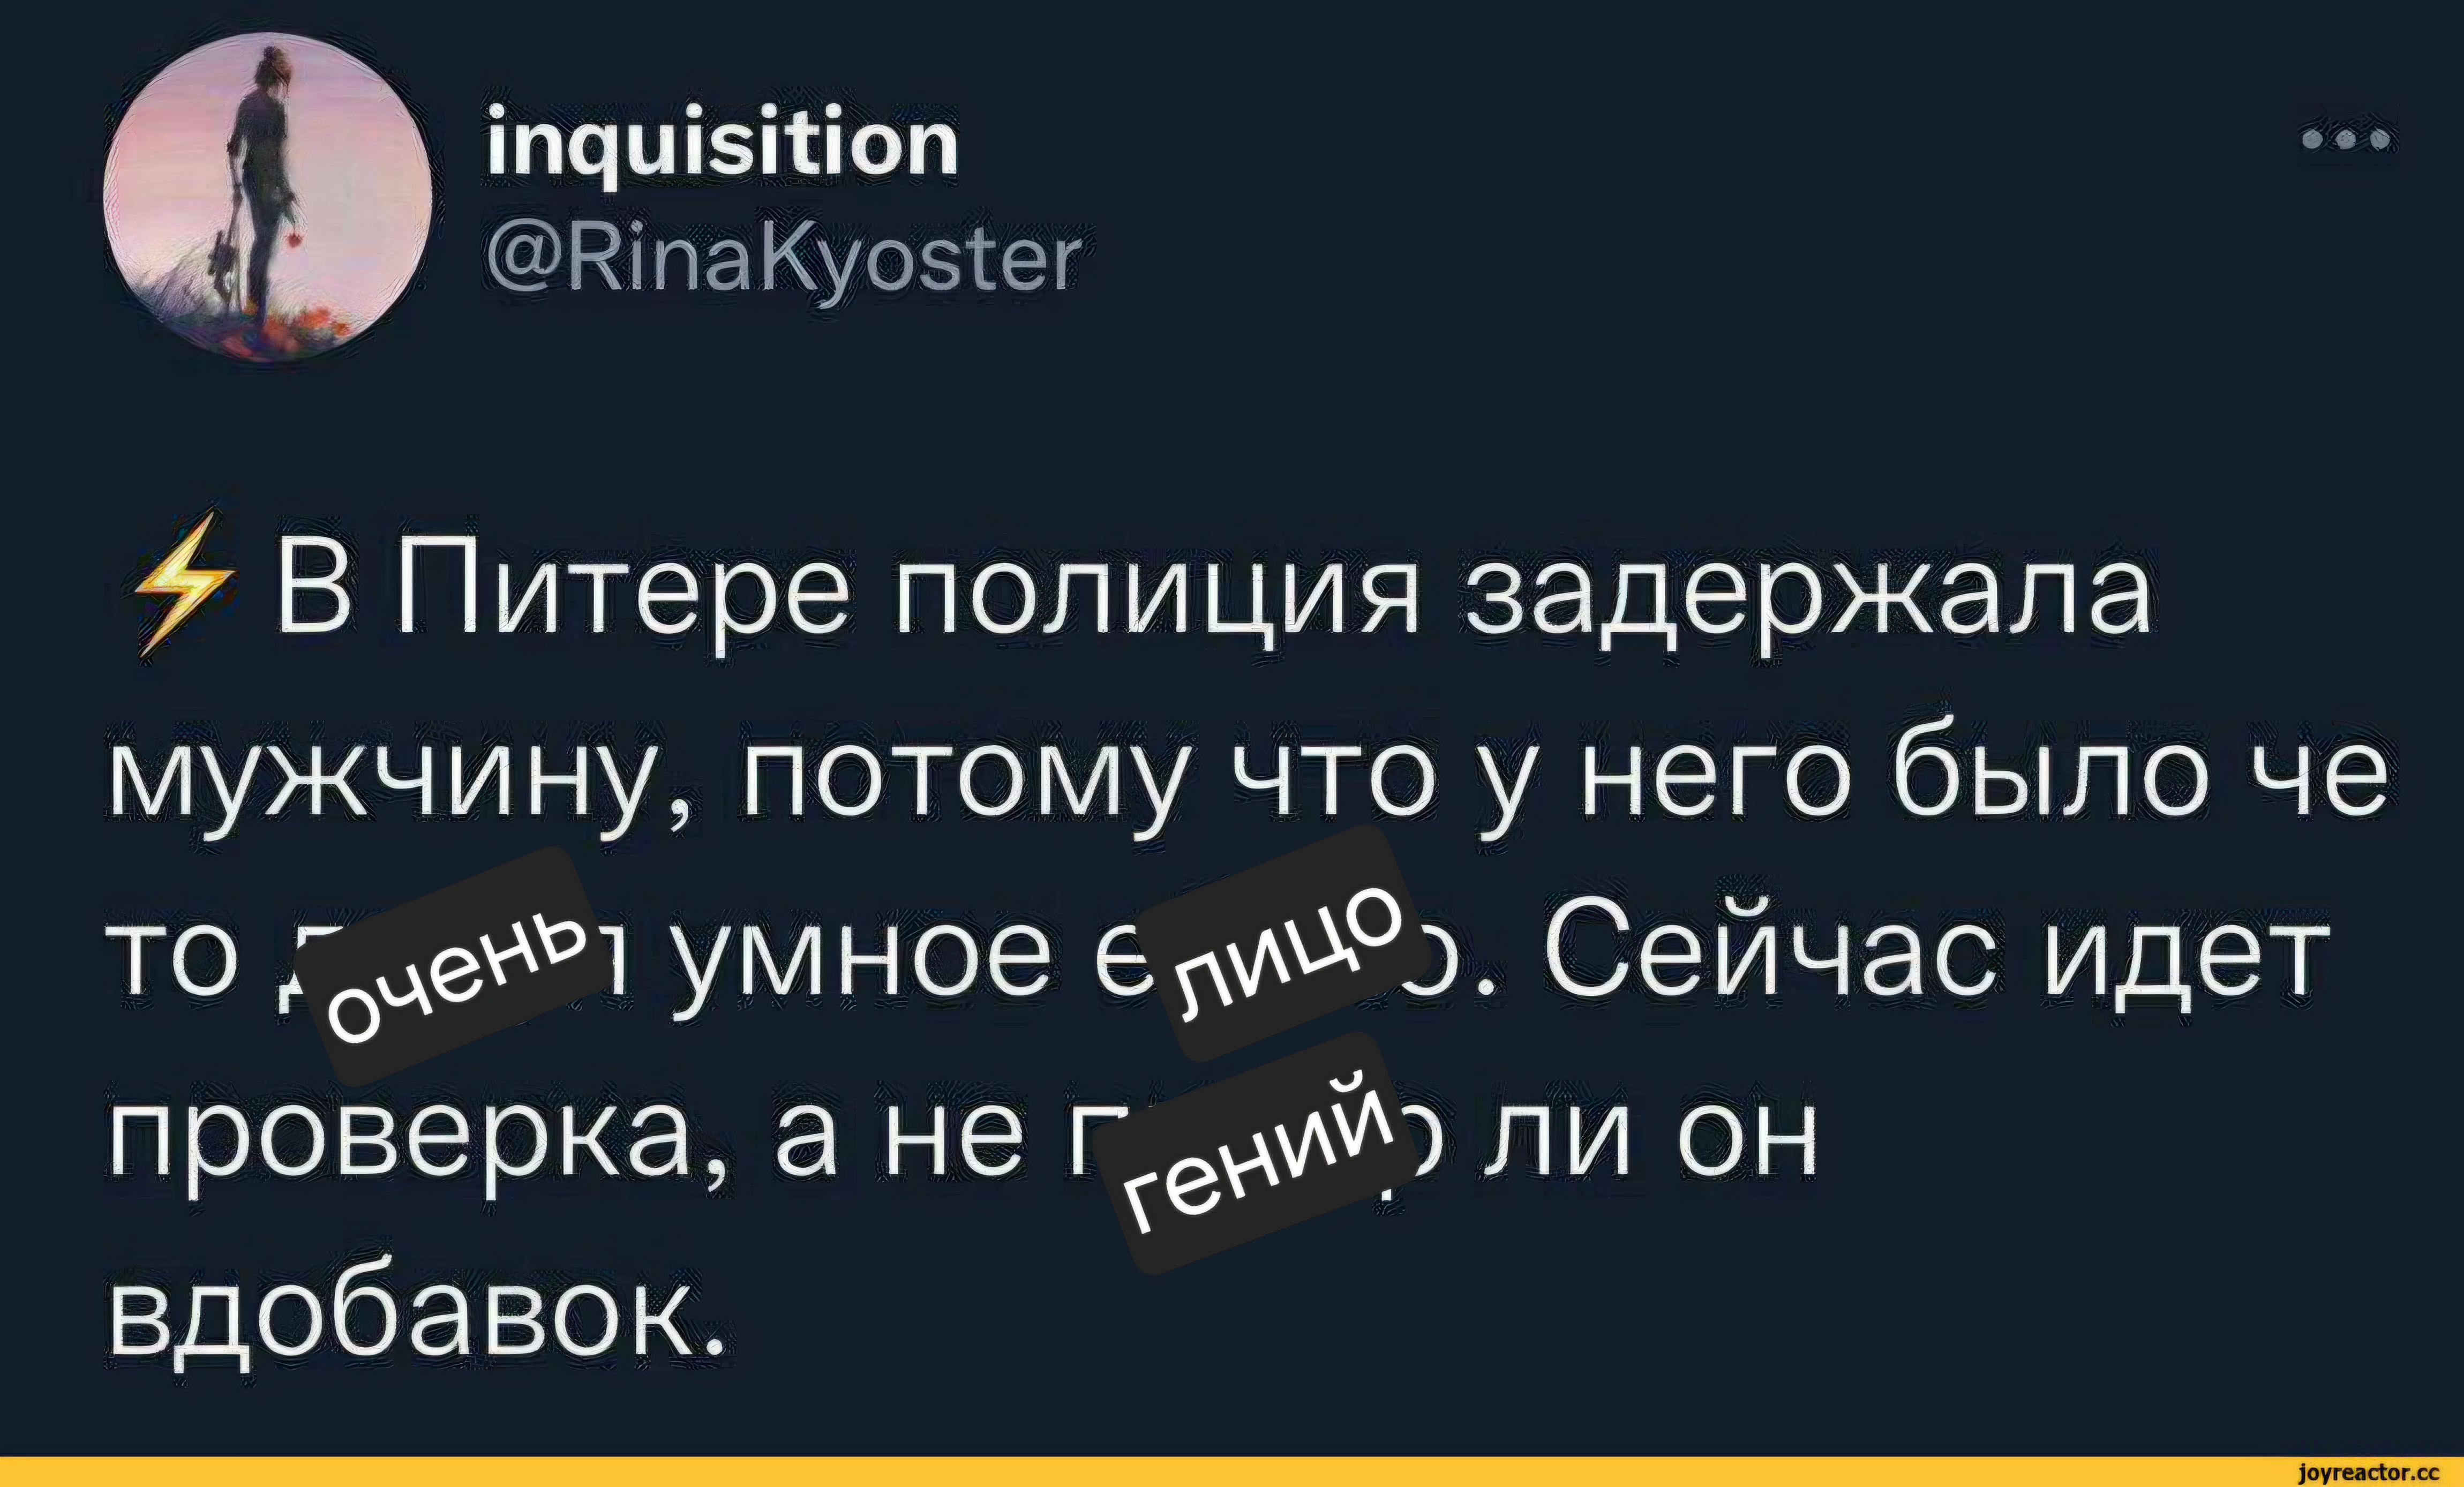 inquisition
@RinaKyoster
⚡ В Питере полиция задержала
мужчину, потому что у него было че
то очень умное лицо. Сейчас идет
проверка, а не гений ли он
вдобавок.
joyreactor.cc